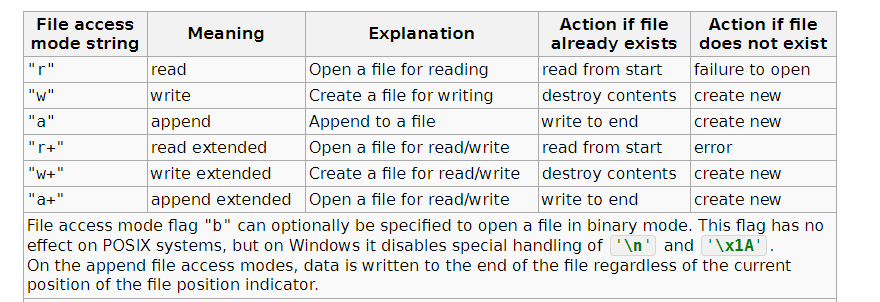 File access mode string Meaning Explanation Action if file already exists Action if file does not exist
"r" read Open a file for reading read from start failure to open
"w" write Create a file for writing destroy contents create new
"a" append Append to a file write to end create new
"r+" read extended Open a file for read/write read from start error
"w+" write extended Create a file for read/write destroy contents create new
"a+" append extended Open a file for read/write write to end create new
File access mode flag "b" can optionally be specified to open a file in binary mode. This flag has no
effect on POSIX systems, but on Windows it disables special handling of '\n' and '\x1A'.
On the append file access modes, data is written to the end of the file regardless of the current
position of the file position indicator.